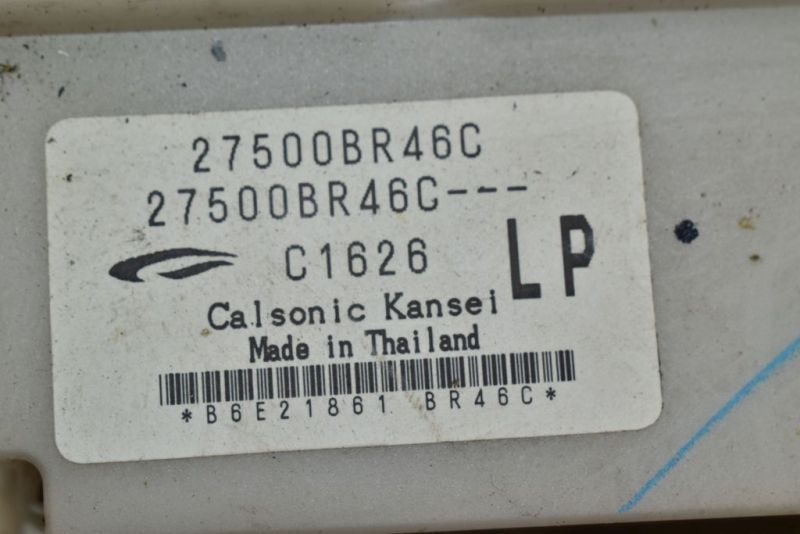 27500BR46C
27500BR46C---
C1626 LP
Calsonic Kansei
Made in Thailand
*B6E21861 BR46C*